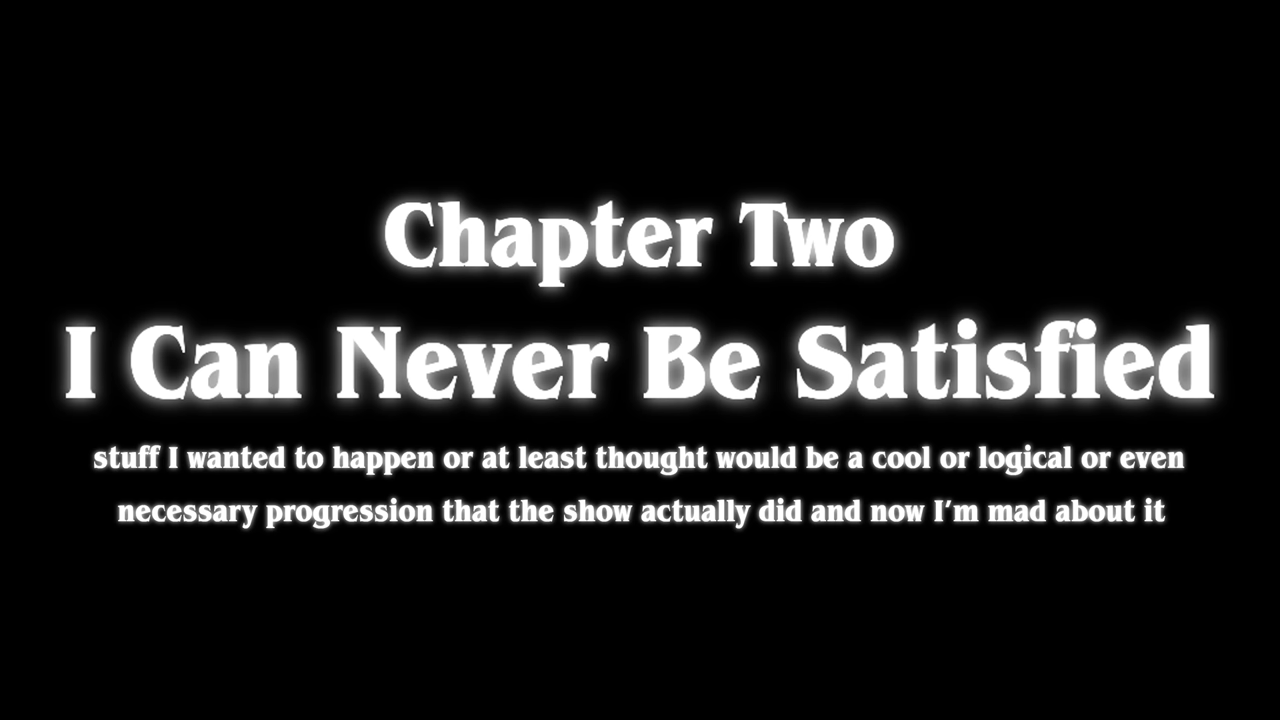 Chapter Two
I Can Never Be Satisfied
stuff I wanted to happen or at least thought would be a cool or logical or even
necessary progression that the show actually did and now I'm mad about it